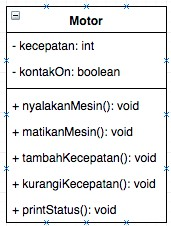 Motor
- kecepatan: int
- kontakOn: boolean
+ nyalakanMesin(): void
+ matikanMesin(): void
+ tambahKecepatan(): void
+ kurangiKecepatan(): void
+ printStatus(): void